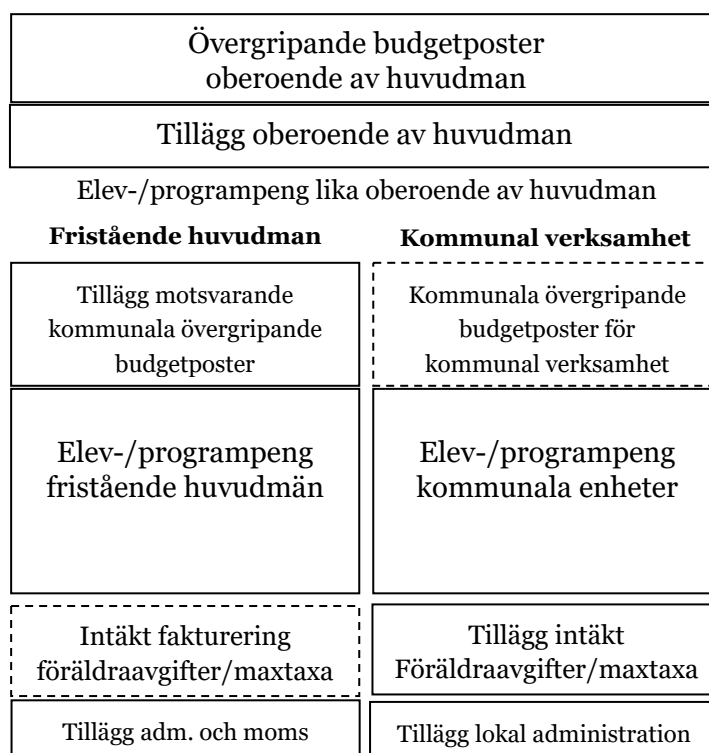 Övergripande budgetposter
oberoende av huvudman
Tillägg oberoende av huvudman
Elev-/programpeng lika oberoende av huvudman
Fristående huvudman
Tillägg motsvarande
kommunala övergripande
budgetposter
Elev-/programpeng
fristående huvudmän
Intäkt fakturering
föräldraavgifter/maxtaxa
Tillägg adm. och moms
Kommunal verksamhet
Kommunala övergripande
budgetposter för
kommunal verksamhet
Elev-/programpeng
kommunala enheter
Tillägg intäkt
Föräldraavgifter/maxtaxa
Tillägg lokal administration